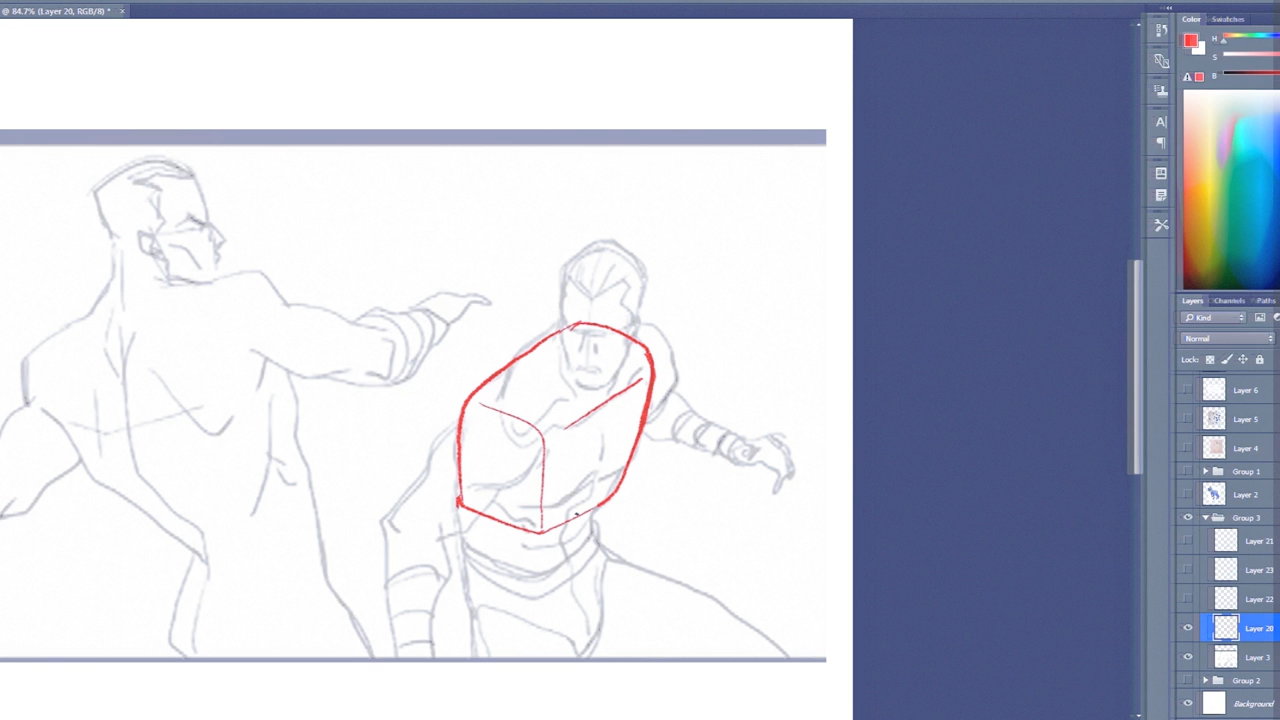 @ 84.7% (Layer 20, RGB/8) * ×
Color Swatches
H
S
B
A
Layers Channels Paths
Kind
Normal
Lock:
Layer 6
Layer 5
Layer 4
Group 1
Layer 2
Group 3
Layer 21
Layer 23
Layer 22
Layer 20
Layer 3
Group 2
Background